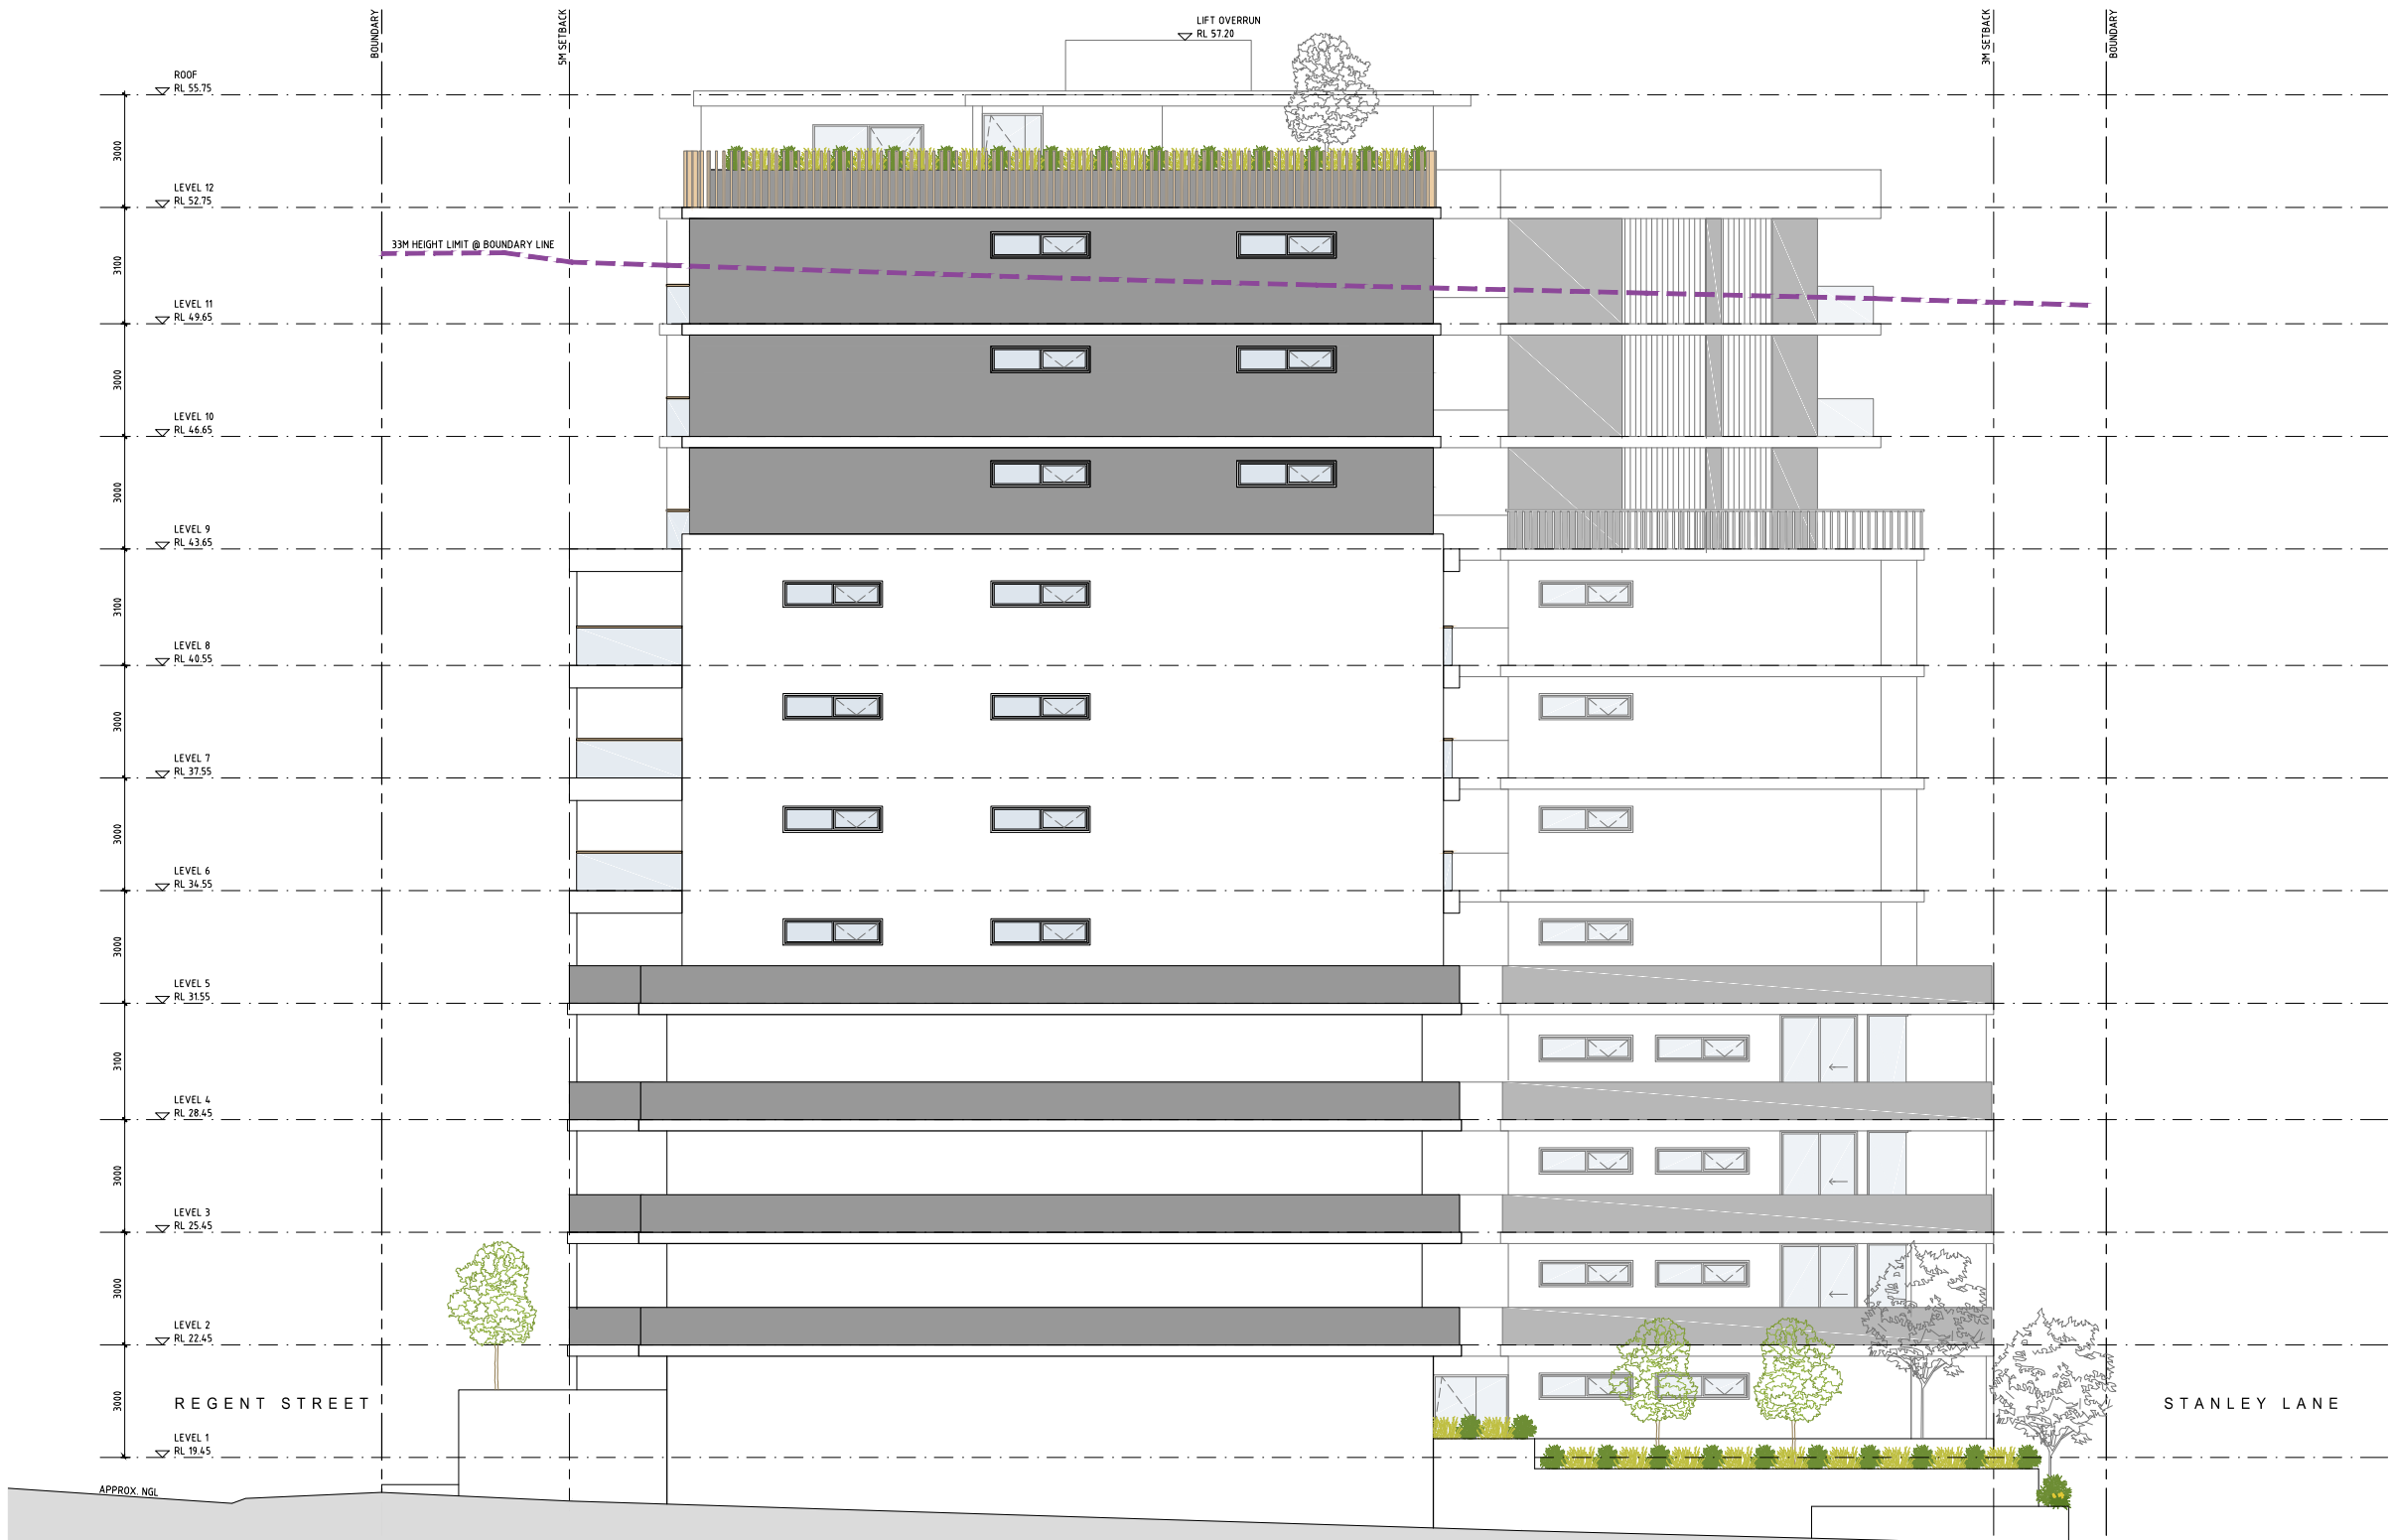 BOUNDARY
5M SETBACK
LIFT OVERRUN
RL 57.20
3M SETBACK
BOUNDARY
ROOF
RL 55.75
3000
LEVEL 12
RL 52.75
33M HEIGHT LIMIT @ BOUNDARY LINE
3100
LEVEL 11
RL 49.65
3000
LEVEL 10
RL 46.65
3000
LEVEL 9
RL 43.65
3100
LEVEL 8
RL 40.55
3000
LEVEL 7
RL 37.55
3000
LEVEL 6
RL 34.55
3000
LEVEL 5
RL 31.55
3100
LEVEL 4
RL 28.45
3000
LEVEL 3
RL 25.45
3000
LEVEL 2
RL 22.45
3000
REGENT STREET
STANLEY LANE
LEVEL 1
RL 19.45
APPROX. NGL